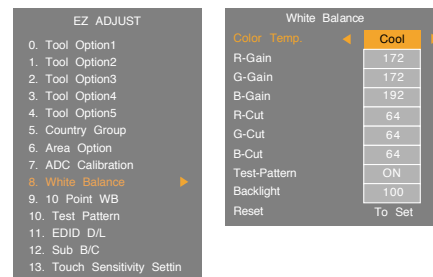 EZ ADJUST
0. Tool Option1
1. Tool Option2
2. Tool Option3
3. Tool Option4
4. Tool Option5
5. Country Group
6. Area Option
7. ADC Calibration
8. White Balance
9. 10 Point WB
10. Test Pattern
11. EDID D/L
12. Sub B/C
13. Touch Sensitivity Settin
White Balance
Color Temp. Cool
R-Gain 172
G-Gain 172
B-Gain 192
R-Cut 64
G-Cut 64
B-Cut 64
Test-Pattern ON
Backlight 100
Reset To Set